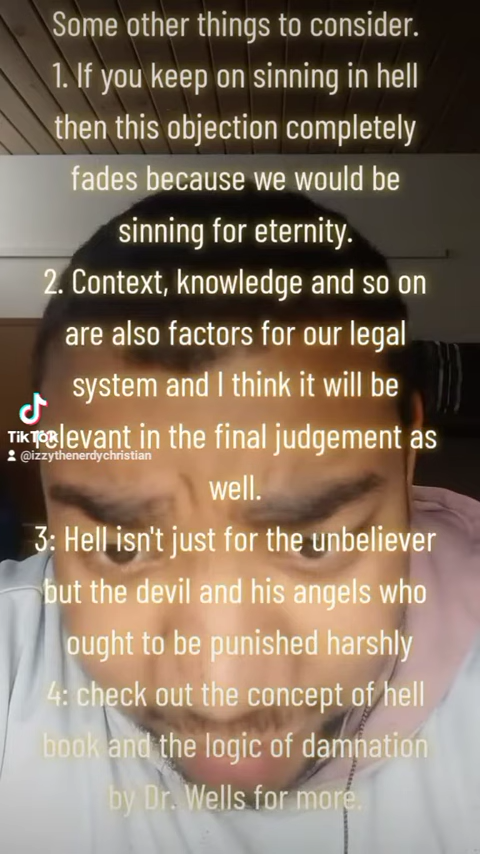 Some other things to consider.
1. If you keep on sinning in hell
then this objection completely
fades because we would be
sinning for eternity.
2. Context, knowledge and so on
are also factors for our legal
system and I think it will be
relevant in the final judgement as
well.
3: Hell isn't just for the unbeliever
but the devil and his angels who
ought to be punished harshly
4: check out the concept of hell
book and the logic of damnation
by Dr. Wells for more.
TikTok
@izzythenerdychristian